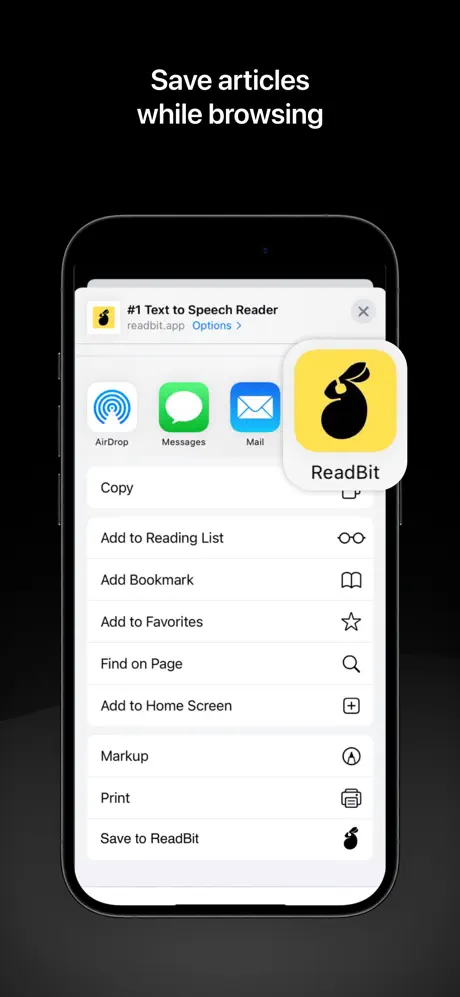 Save articles
while browsing
#1 Text to Speech Reader
readbit.app Options >
AirDrop
Messages
Mail
ReadBit
Copy
Add to Reading List
Add Bookmark
Add to Favorites
Find on Page
Add to Home Screen
Markup
Print
Save to ReadBit